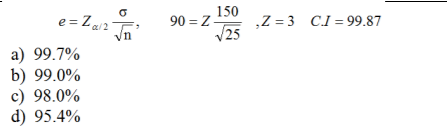 e = Z_{α/2} σ/√n, 90 = Z 150/√25 ,Z = 3 C.I = 99.87
a) 99.7%
b) 99.0%
c) 98.0%
d) 95.4%